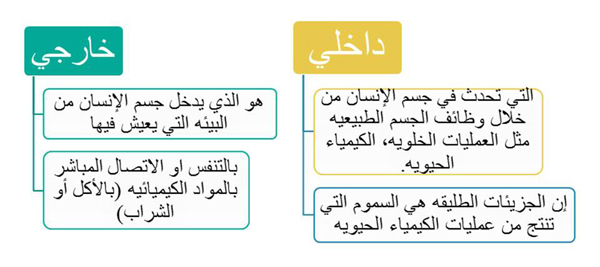 داخلي
التي تحدث في جسم الإنسان من
خلال وظائف الجسم الطبيعيه
مثل العمليات الخلويه، الكيمياء
الحيويه.
إن الجزيئات الطليقه هي السموم التي
تنتج من عمليات الكيمياء الحيويه
خارجي
هو الذي يدخل جسم الإنسان من
البيئه التي يعيش فيها
بالتنفس او الاتصال المباشر
بالمواد الكيميائيه (بالأكل أو
الشراب)